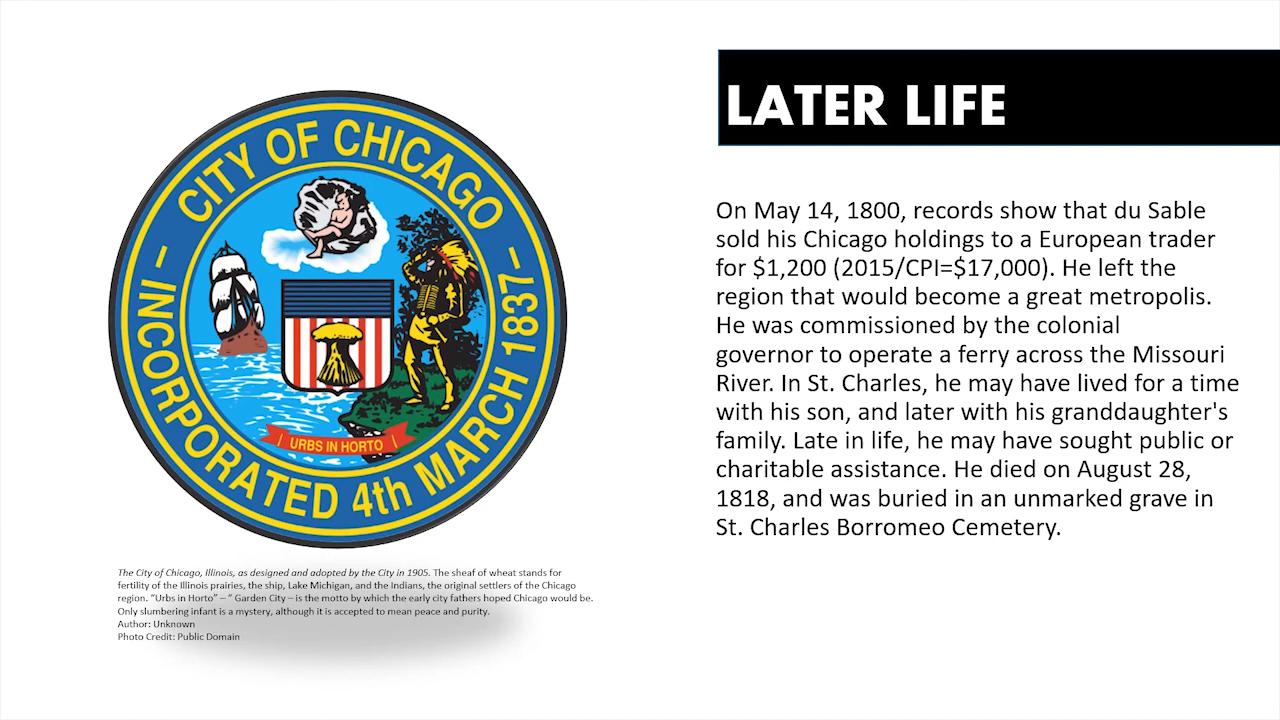 CITY OF CHICAGO
INCORPORATED 4th MARCH 1837
URBS IN HORTO
The City of Chicago, Illinois, as designed and adopted by the City in 1905. The sheaf of wheat stands for
fertility of the Illinois prairies, the ship, Lake Michigan, and the Indians, the original settlers of the Chicago
region. “Urbs in Horto” – “ Garden City – is the motto by which the early city fathers hoped Chicago would be.
Only slumbering infant is a mystery, although it is accepted to mean peace and purity.
Author: Unknown
Photo Credit: Public Domain
LATER LIFE
On May 14, 1800, records show that du Sable
sold his Chicago holdings to a European trader
for $1,200 (2015/CPI=$17,000). He left the
region that would become a great metropolis.
He was commissioned by the colonial
governor to operate a ferry across the Missouri
River. In St. Charles, he may have lived for a time
with his son, and later with his granddaughter's
family. Late in life, he may have sought public or
charitable assistance. He died on August 28,
1818, and was buried in an unmarked grave in
St. Charles Borromeo Cemetery.